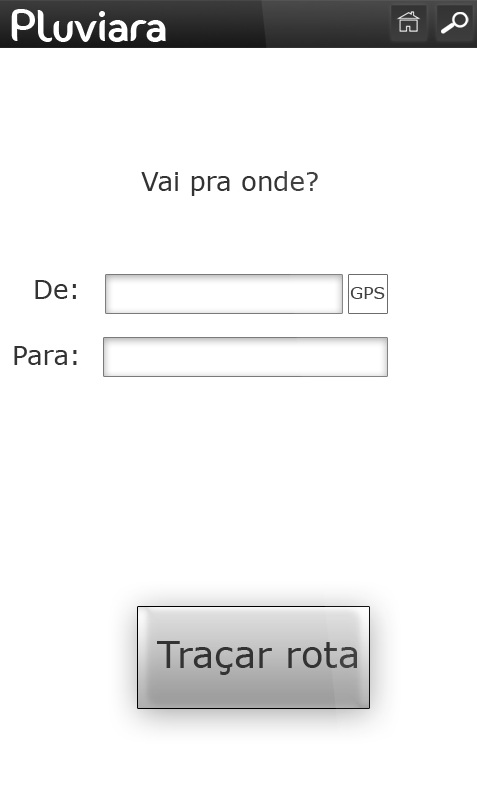 Pluviara
Vai pra onde?
De:
GPS
Para:
Traçar rota